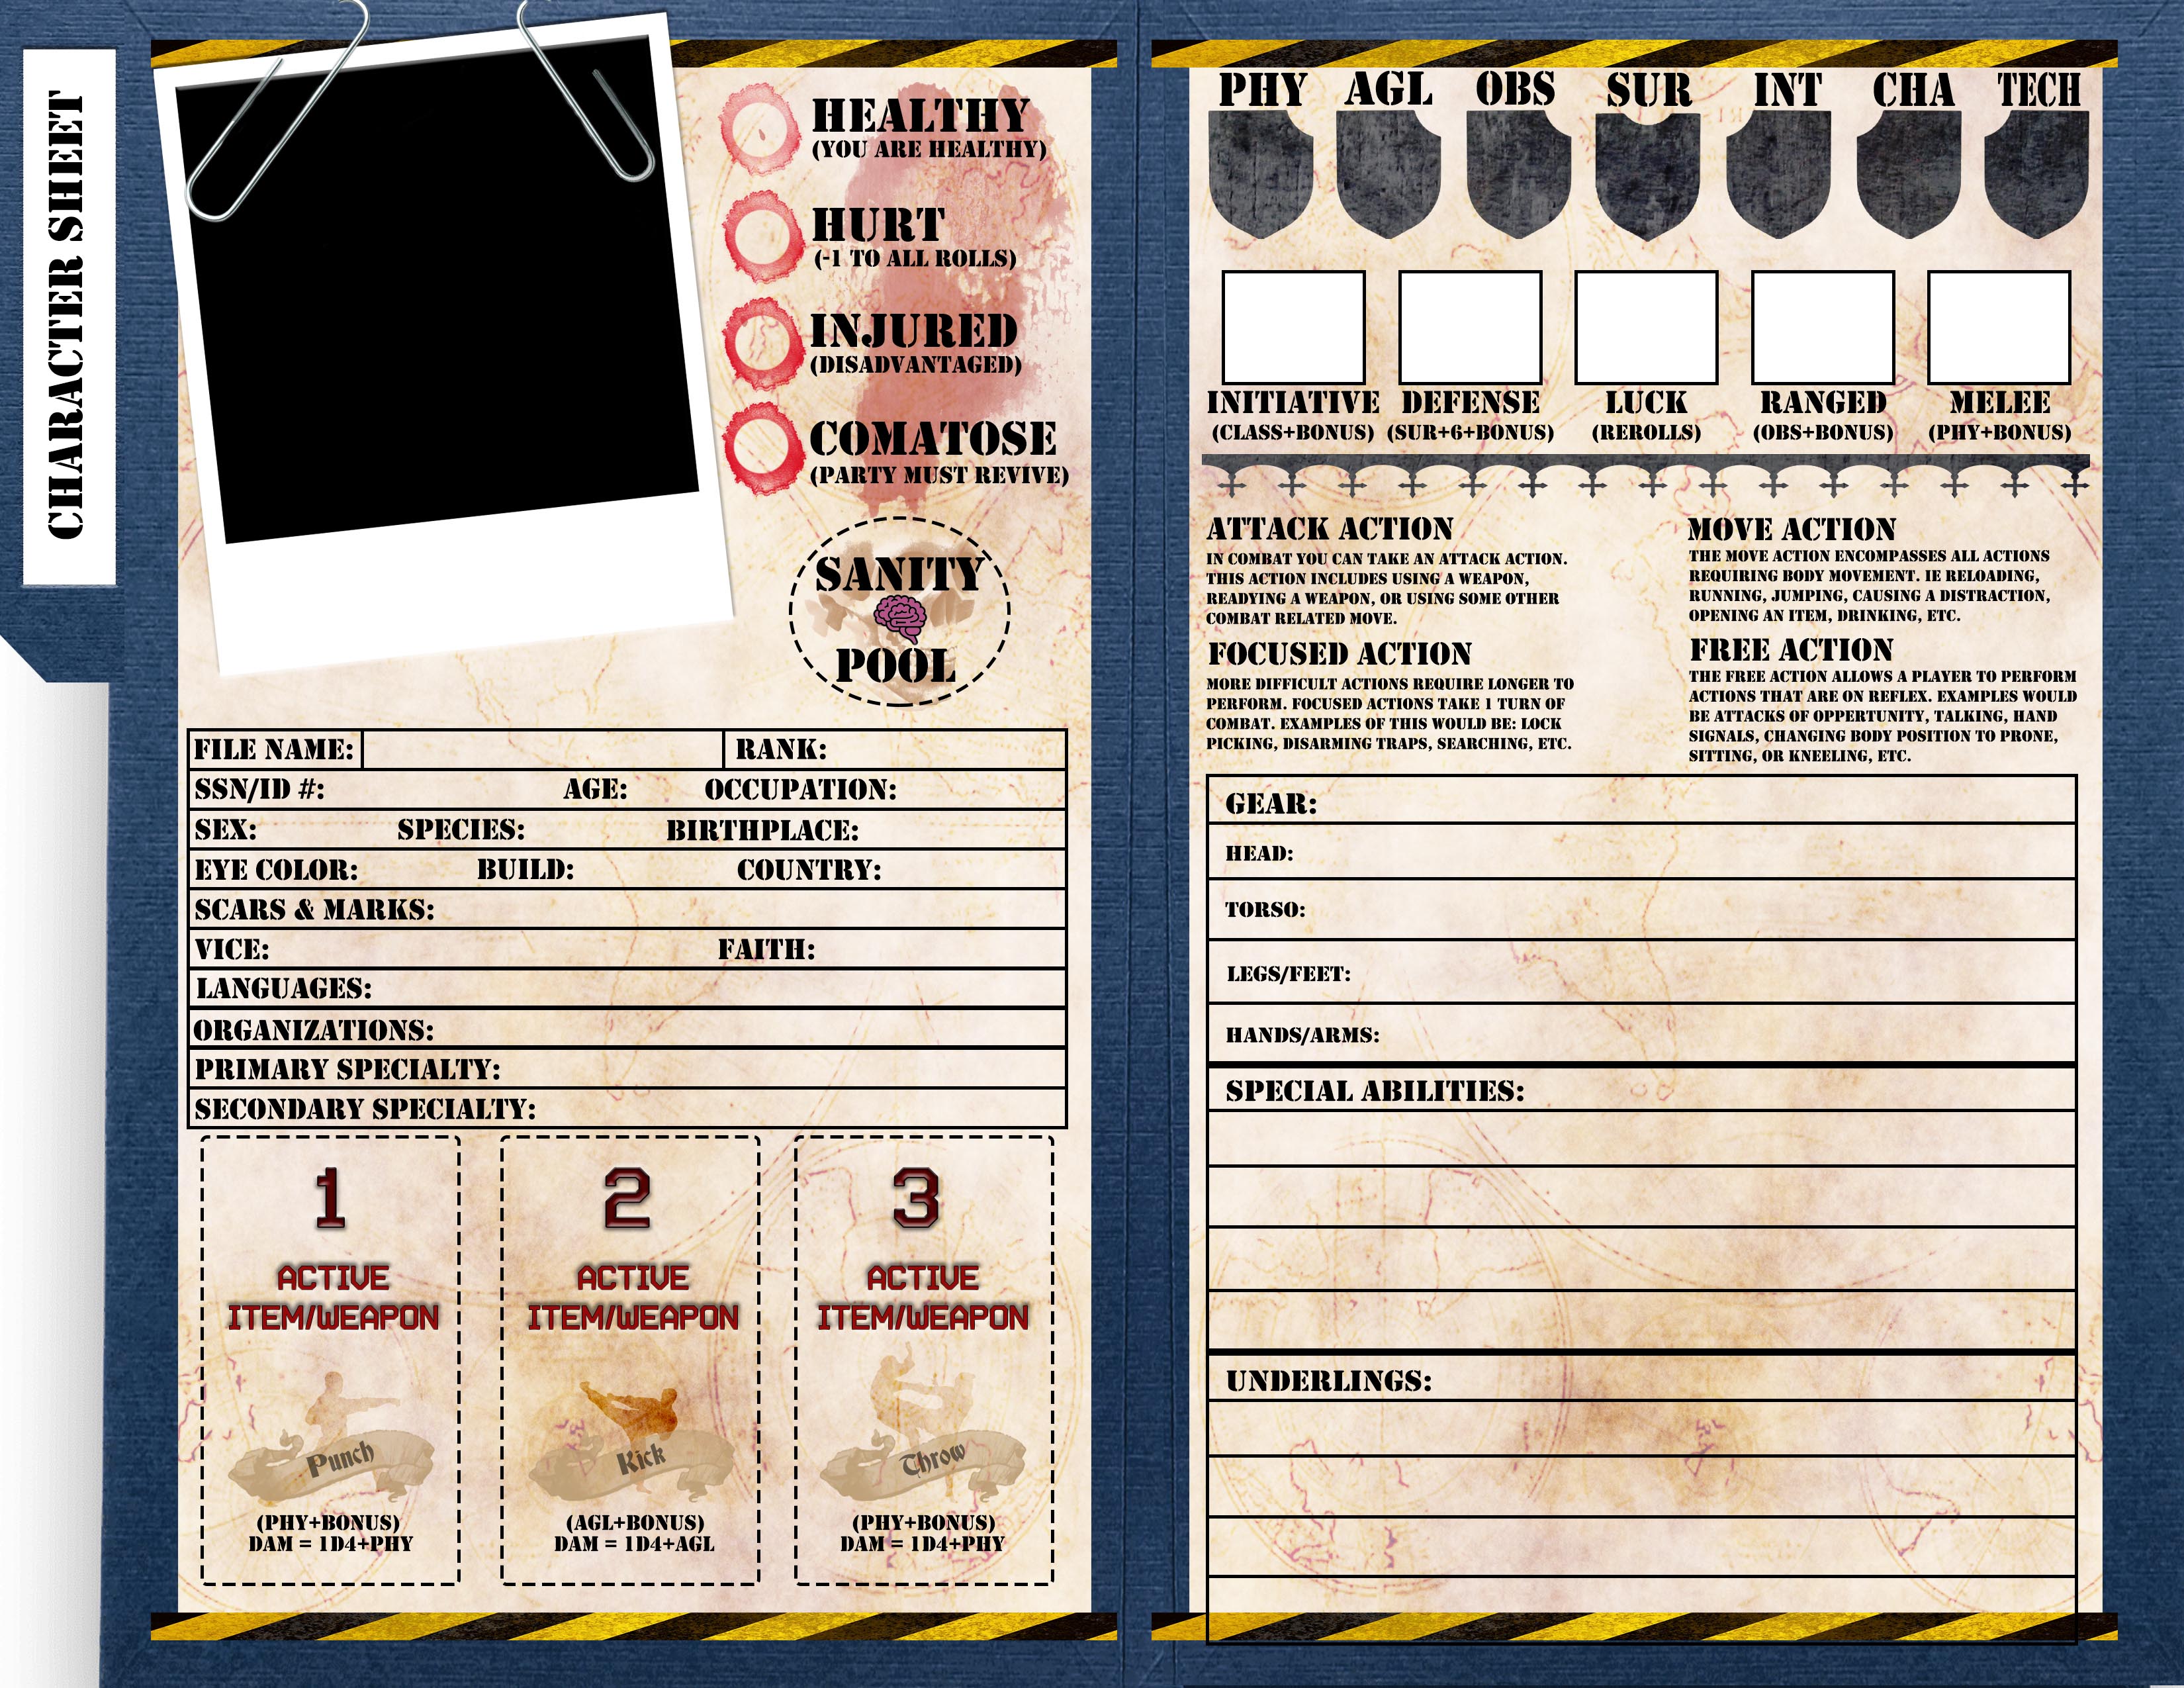 CHARACTER SHEET
HEALTHY
(YOU ARE HEALTHY)
HURT
(-1 TO ALL ROLLS)
INJURED
(DISADVANTAGED)
COMATOSE
(PARTY MUST REVIVE)
SANITY
POOL
FILE NAME: RANK:
SSN/ID #: AGE: OCCUPATION:
SEX: SPECIES: BIRTHPLACE:
EYE COLOR: BUILD: COUNTRY:
SCARS & MARKS:
VICE: FAITH:
LANGUAGES:
ORGANIZATIONS:
PRIMARY SPECIALTY:
SECONDARY SPECIALTY:
1
ACTIVE
ITEM/WEAPON
Punch
(PHY+BONUS)
DAM = 1D4+PHY
2
ACTIVE
ITEM/WEAPON
Kick
(AGL+BONUS)
DAM = 1D4+AGL
3
ACTIVE
ITEM/WEAPON
Throw
(PHY+BONUS)
DAM = 1D4+PHY
PHY AGL OBS SUR INT CHA TECH
INITIATIVE DEFENSE LUCK RANGED MELEE
(CLASS+BONUS) (SUR+6+BONUS) (REROLLS) (OBS+BONUS) (PHY+BONUS)
ATTACK ACTION
IN COMBAT YOU CAN TAKE AN ATTACK ACTION.
THIS ACTION INCLUDES USING A WEAPON,
READYING A WEAPON, OR USING SOME OTHER
COMBAT RELATED MOVE.
FOCUSED ACTION
MORE DIFFICULT ACTIONS REQUIRE LONGER TO
PERFORM. FOCUSED ACTIONS TAKE 1 TURN OF
COMBAT. EXAMPLES OF THIS WOULD BE: LOCK
PICKING, DISARMING TRAPS, SEARCHING, ETC.
MOVE ACTION
THE MOVE ACTION ENCOMPASSES ALL ACTIONS
REQUIRING BODY MOVEMENT. IE RELOADING,
RUNNING, JUMPING, CAUSING A DISTRACTION,
OPENING AN ITEM, DRINKING, ETC.
FREE ACTION
THE FREE ACTION ALLOWS A PLAYER TO PERFORM
ACTIONS THAT ARE ON REFLEX. EXAMPLES WOULD
BE ATTACKS OF OPPERTUNITY, TALKING, HAND
SIGNALS, CHANGING BODY POSITION TO PRONE,
SITTING, OR KNEELING, ETC.
GEAR:
HEAD:
TORSO:
LEGS/FEET:
HANDS/ARMS:
SPECIAL ABILITIES:
UNDERLINGS: